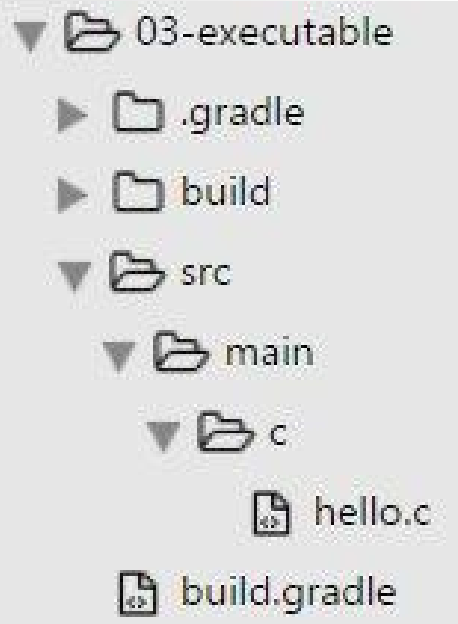 03-executable
.gradle
build
src
main
c
hello.c
build.gradle